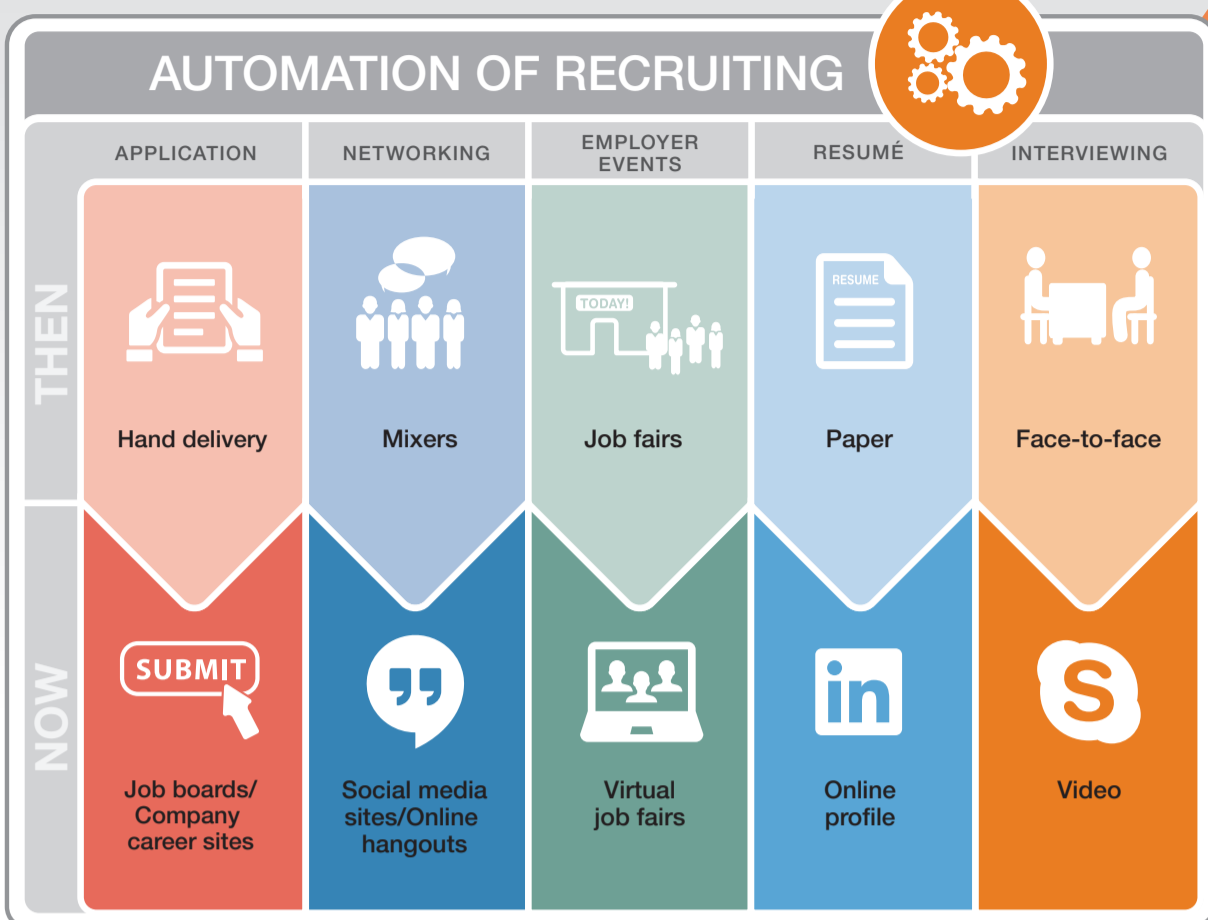 AUTOMATION OF RECRUITING
APPLICATION
NETWORKING
EMPLOYER
EVENTS
RESUMÉ
INTERVIEWING
THEN
TODAY!
RESUME
Hand delivery
Mixers
Job fairs
Paper
Face-to-face
NOW
SUBMIT
in
S
Job boards/
Company
career sites
Social media
sites/Online
hangouts
Virtual
job fairs
Online
profile
Video